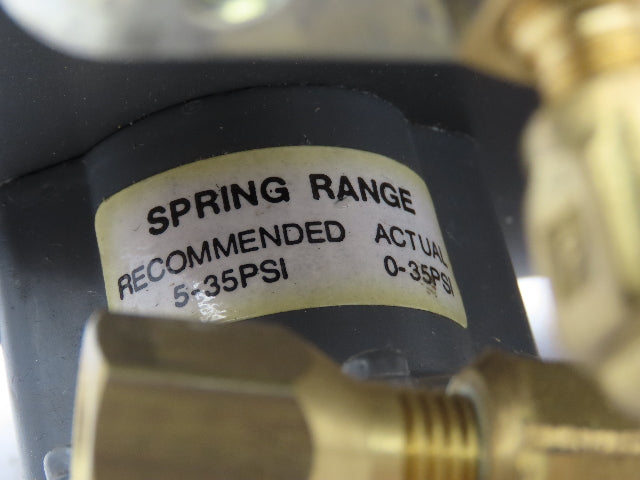 SPRING RANGE
RECOMMENDED ACTUAL
5-35PSI 0-35PSI